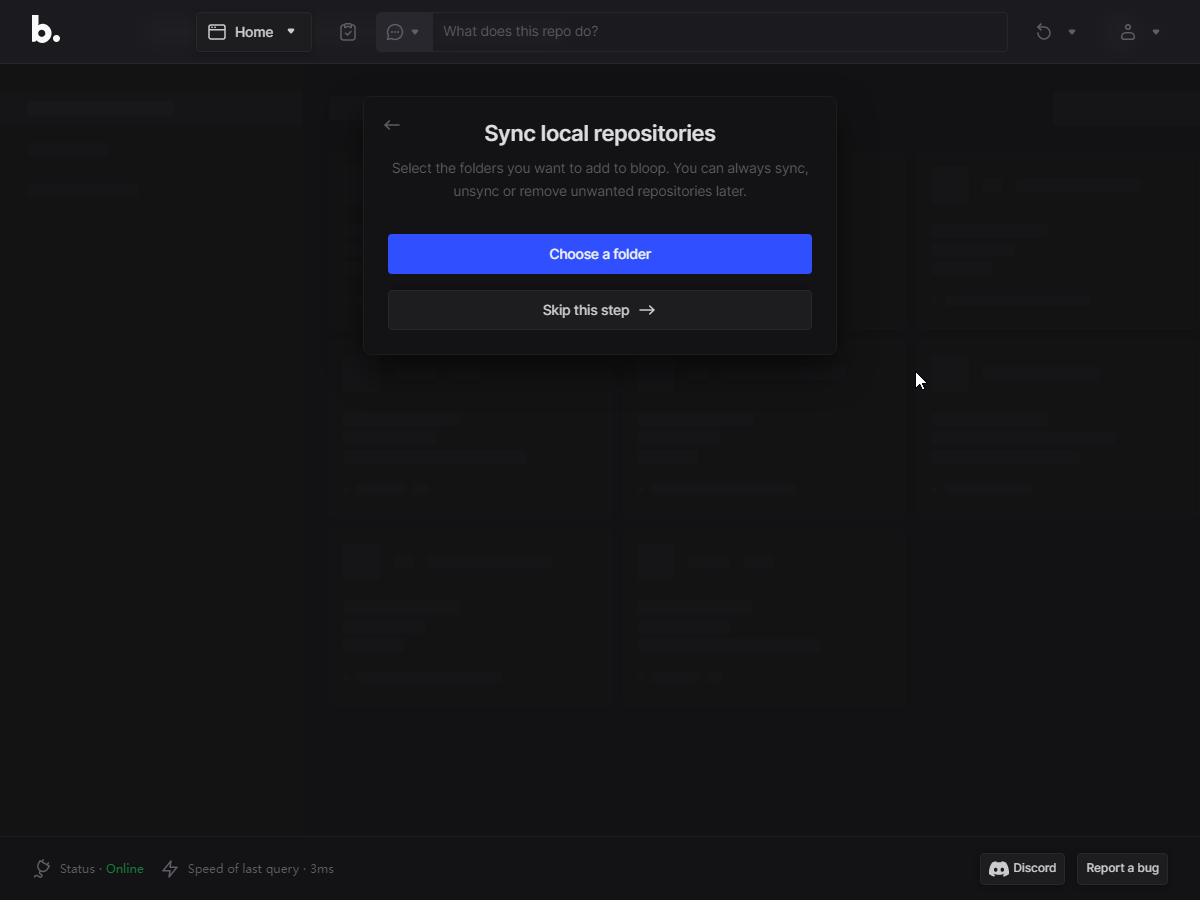 b.
Home
What does this repo do?
Sync local repositories
Select the folders you want to add to bloop. You can always sync,
unsync or remove unwanted repositories later.
Choose a folder
Skip this step
Status · Online
Speed of last query · 3ms
Discord
Report a bug